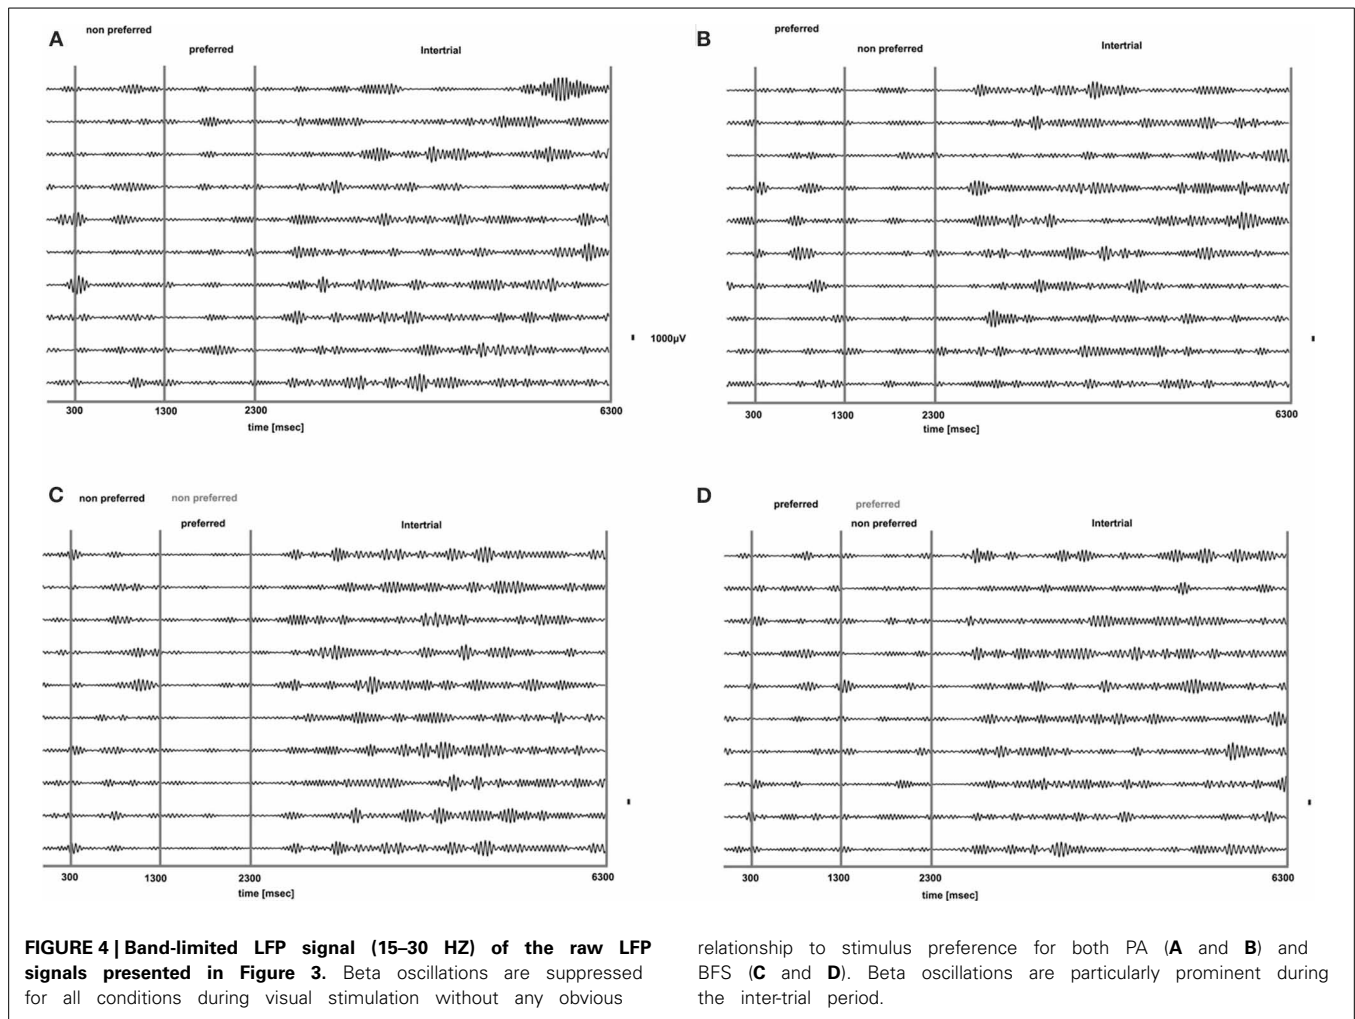 A
non preferred
preferred
Intertrial
1000µV
300 1300 2300 6300
time [msec]
B
preferred
non preferred
Intertrial
300 1300 2300 6300
time [msec]
C non preferred non preferred
preferred
Intertrial
300 1300 2300 6300
time [msec]
D
preferred preferred
non preferred
Intertrial
300 1300 2300 6300
time [msec]
FIGURE 4 | Band-limited LFP signal (15–30 HZ) of the raw LFP
signals presented in Figure 3. Beta oscillations are suppressed
for all conditions during visual stimulation without any obvious
relationship to stimulus preference for both PA (A and B) and
BFS (C and D). Beta oscillations are particularly prominent during
the inter-trial period.